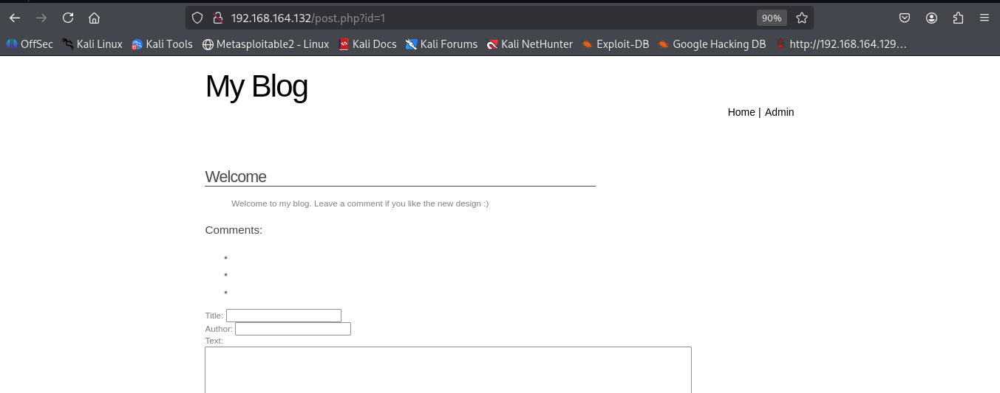 192.168.164.132/post.php?id=1 90%
OffSec Kali Linux Kali Tools Metasploitable2 - Linux Kali Docs Kali Forums Kali NetHunter Exploit-DB Google Hacking DB http://192.168.164.129…
My Blog
Home | Admin
Welcome
Welcome to my blog. Leave a comment if you like the new design :)
Comments:
Title:
Author:
Text: